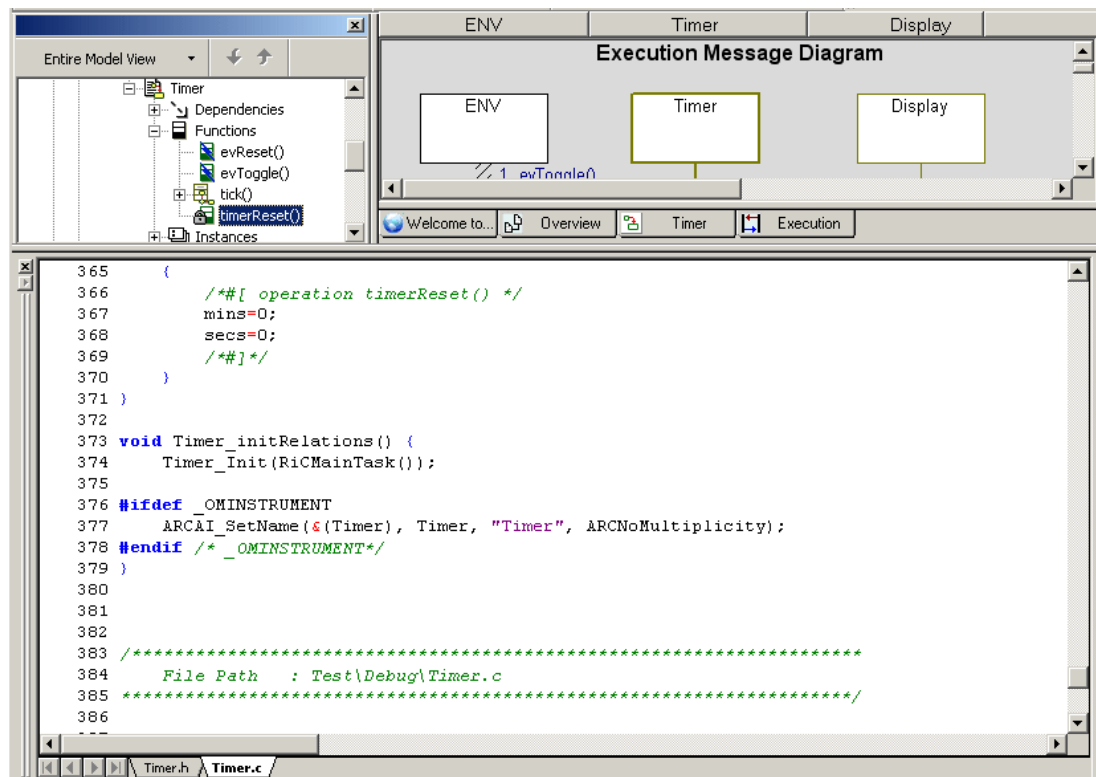 Entire Model View
Timer
Dependencies
Functions
evReset()
evToggle()
tick()
timerReset()
Instances
ENV Timer Display
Execution Message Diagram
ENV Timer Display
1. evToggle()
Welcome to... Overview Timer Execution
365 {
366 /*#[ operation timerReset() */
367 mins=0;
368 secs=0;
369 /*#]*/
370 }
371 }
372
373 void Timer_initRelations() {
374 Timer_Init(RiCMainTask());
375
376 #ifdef _OMINSTRUMENT
377 ARCAI_SetName(&(Timer), Timer, "Timer", ARCNoMultiplicity);
378 #endif /* _OMINSTRUMENT*/
379 }
380
381
382
383 /*********************************************************************
384 File Path : Test\Debug\Timer.c
385 *********************************************************************/
386
Timer.h Timer.c